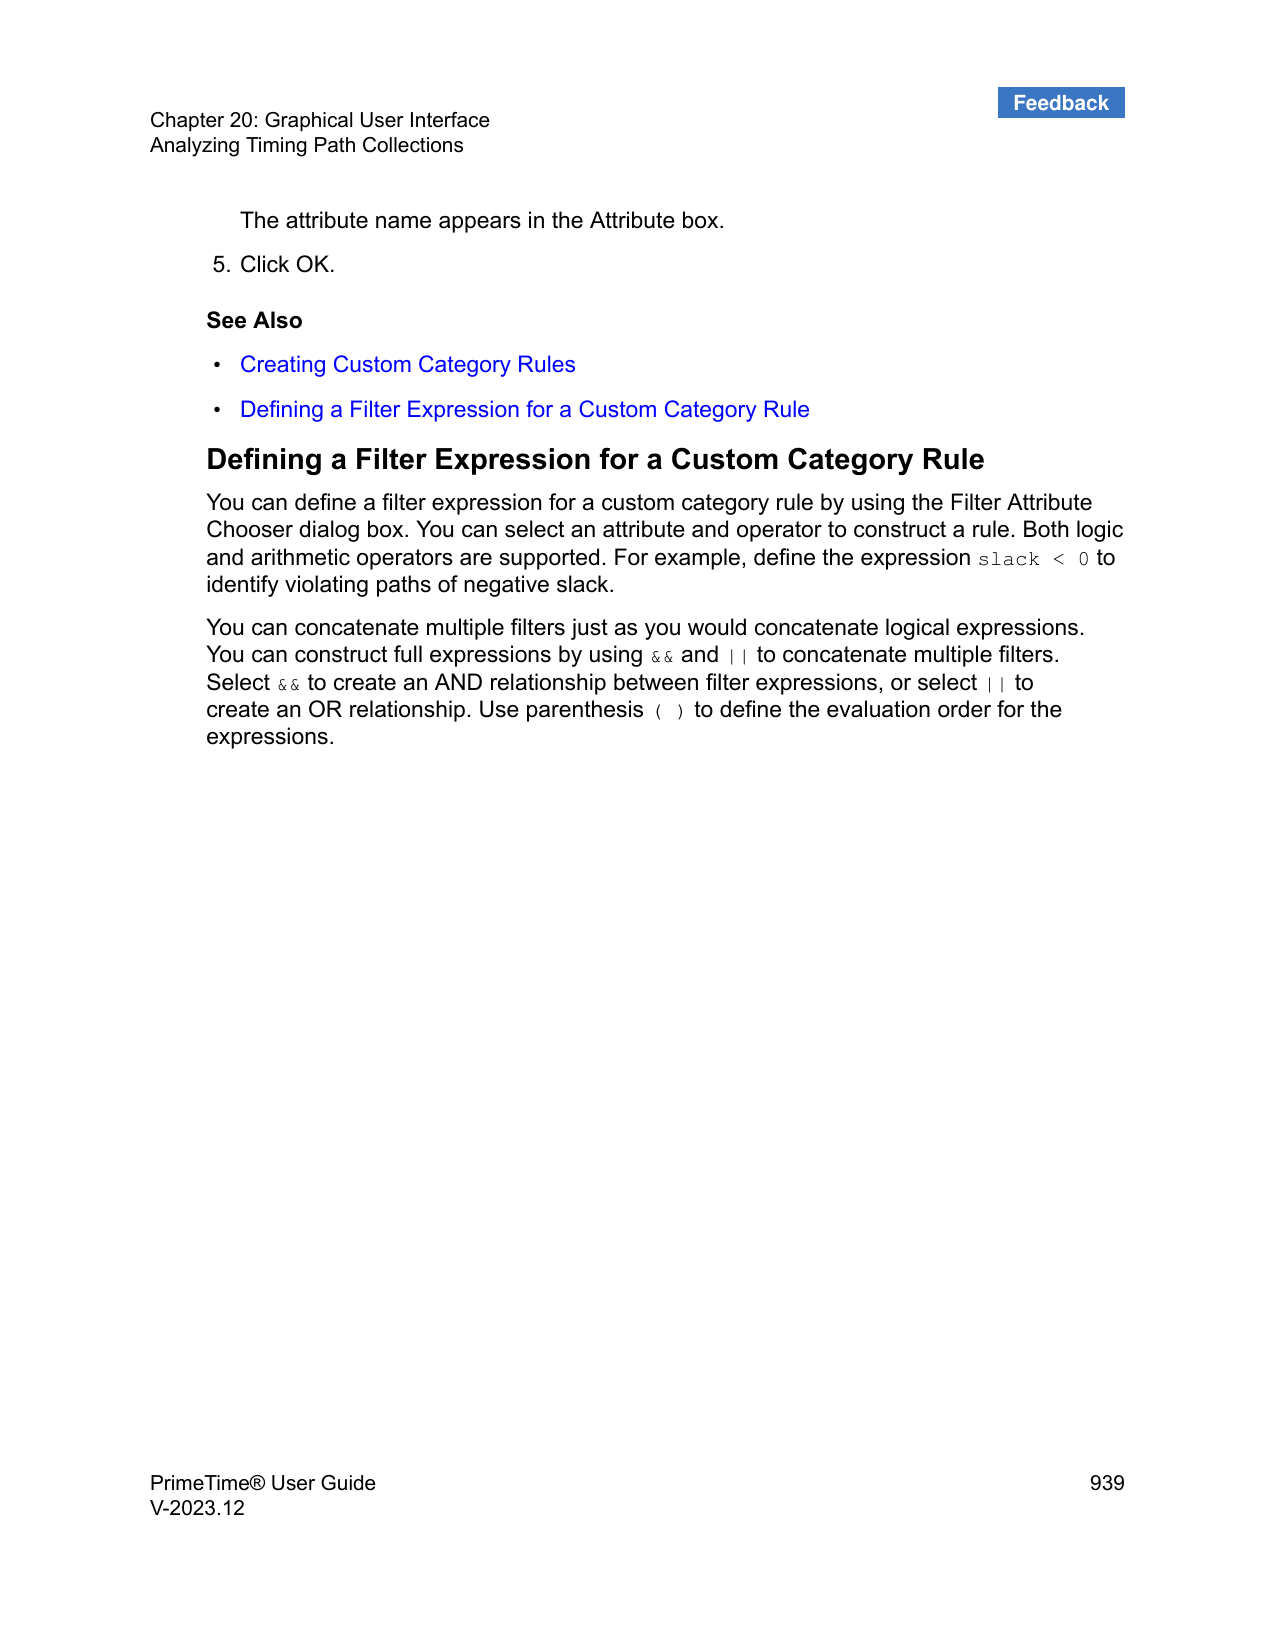 Feedback
Chapter 20: Graphical User Interface
Analyzing Timing Path Collections
The attribute name appears in the Attribute box.
5. Click OK.
See Also
• Creating Custom Category Rules
• Defining a Filter Expression for a Custom Category Rule
Defining a Filter Expression for a Custom Category Rule
You can define a filter expression for a custom category rule by using the Filter Attribute
Chooser dialog box. You can select an attribute and operator to construct a rule. Both logic
and arithmetic operators are supported. For example, define the expression slack < 0 to
identify violating paths of negative slack.
You can concatenate multiple filters just as you would concatenate logical expressions.
You can construct full expressions by using && and || to concatenate multiple filters.
Select && to create an AND relationship between filter expressions, or select || to
create an OR relationship. Use parenthesis ( ) to define the evaluation order for the
expressions.
PrimeTime® User Guide 939
V-2023.12